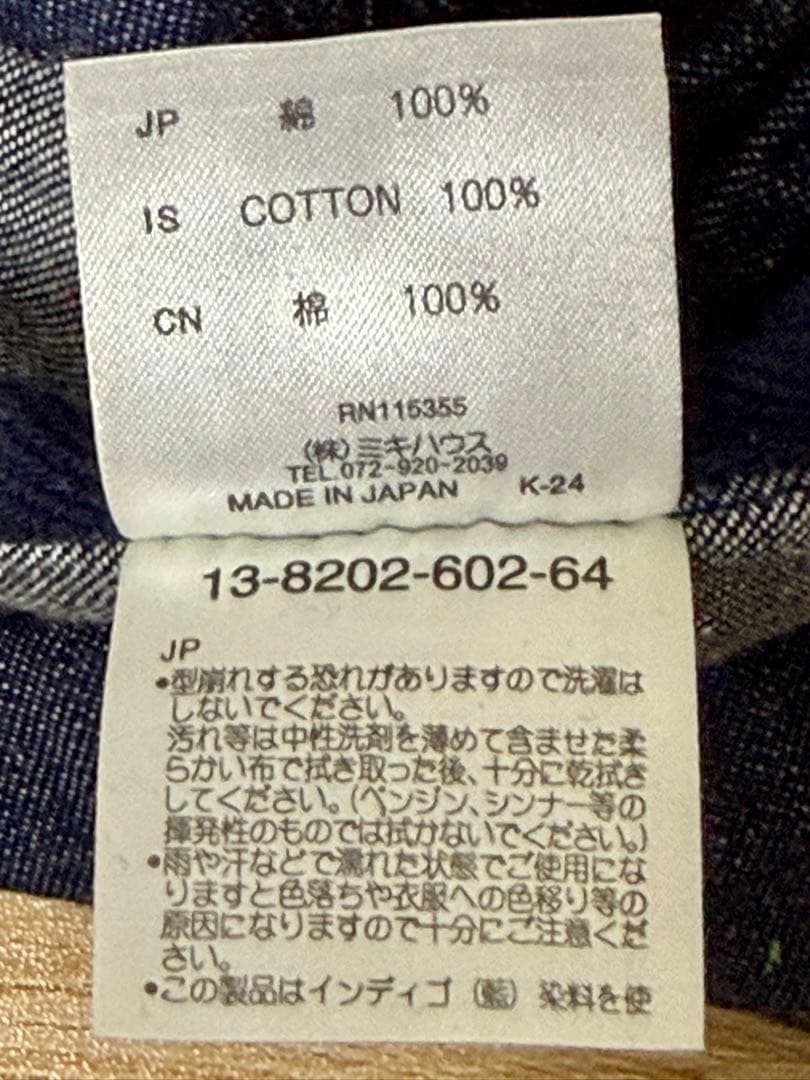 JP 綿 100%
IS COTTON 100%
CN 棉 100%
RN115355
(株)ミキハウス
TEL.072-920-2039
MADE IN JAPAN K-24
13-8202-602-64
JP
•型崩れする恐れがありますので洗濯は
しないでください。
汚れ等は中性洗剤を薄めて含ませた柔
らかい布で拭き取った後、十分に乾拭き
してください。(ベンジン、シンナー等の
揮発性のものでは拭かないでください。)
•雨や汗などで濡れた状態でご使用にな
りますと色落ちや衣服への色移り等の
原因になりますので十分にご注意くだ
さい。
•この製品はインディゴ(藍)染料を使